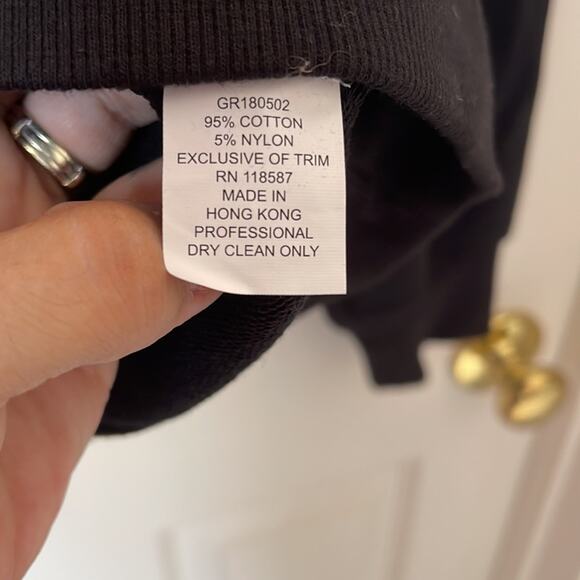 GR180502
95% COTTON
5% NYLON
EXCLUSIVE OF TRIM
RN 118587
MADE IN
HONG KONG
PROFESSIONAL
DRY CLEAN ONLY